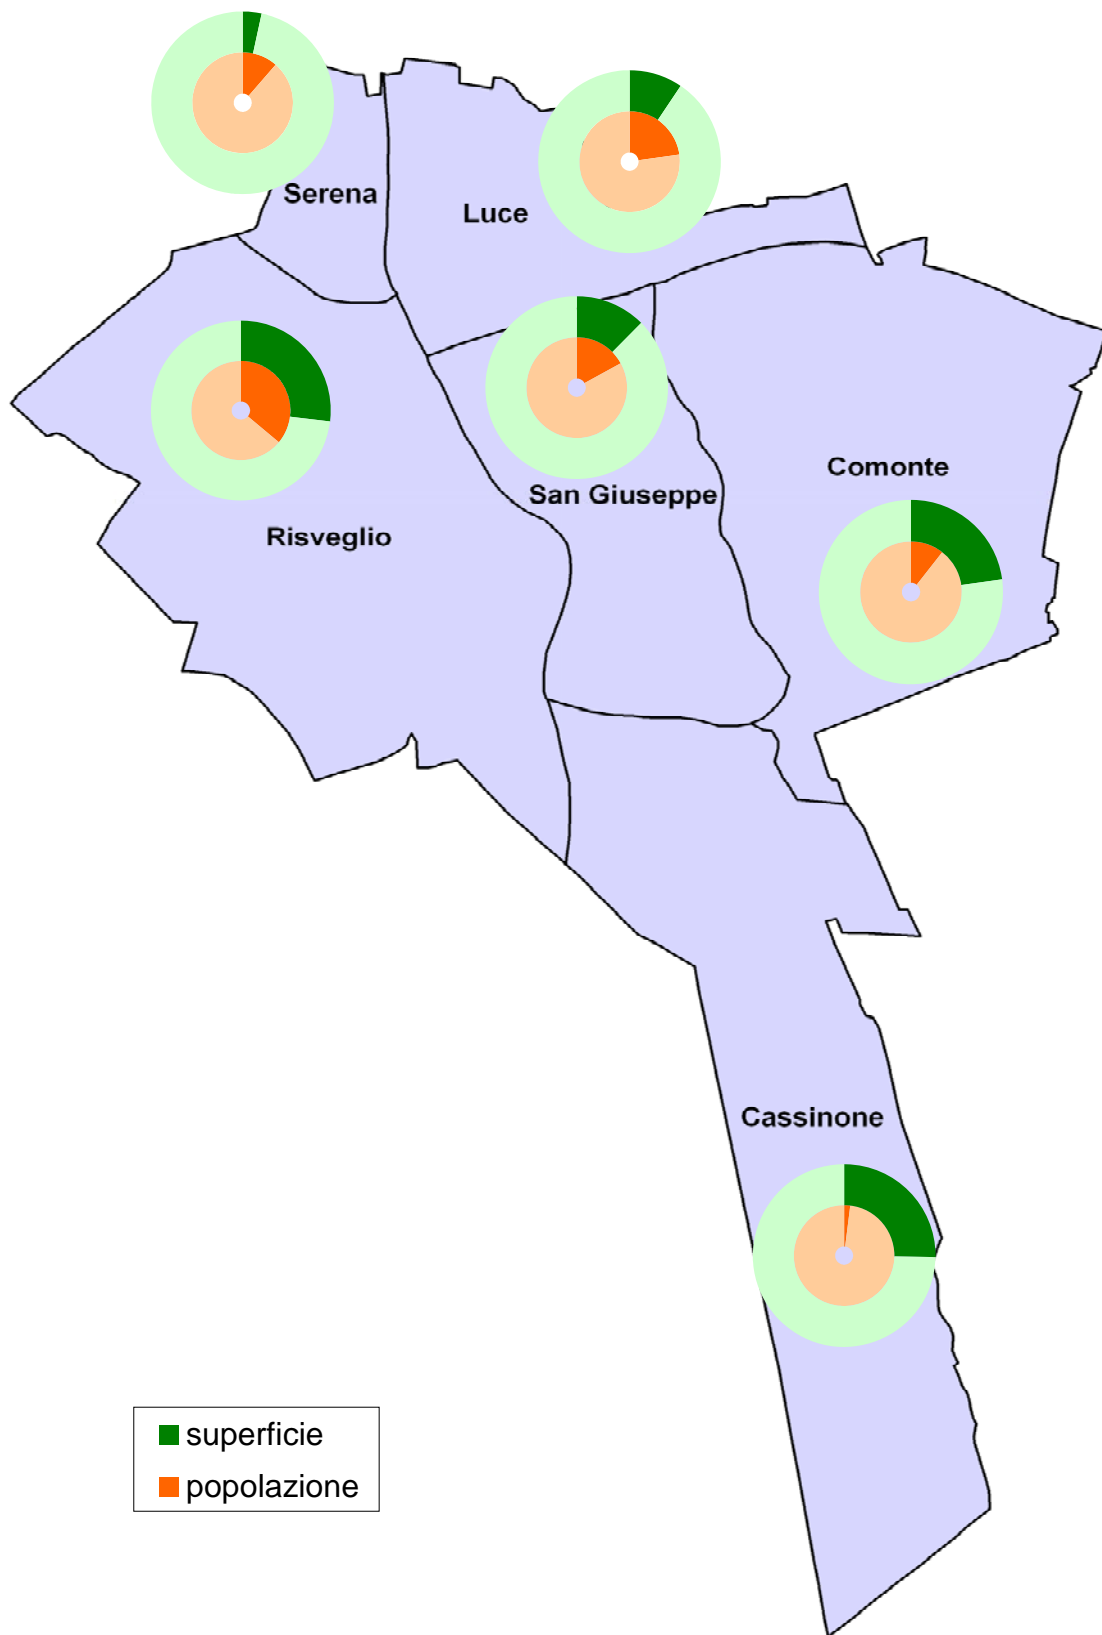 Serena
Luce
Comonte
San Giuseppe
Risveglio
Cassinone
superficie
popolazione